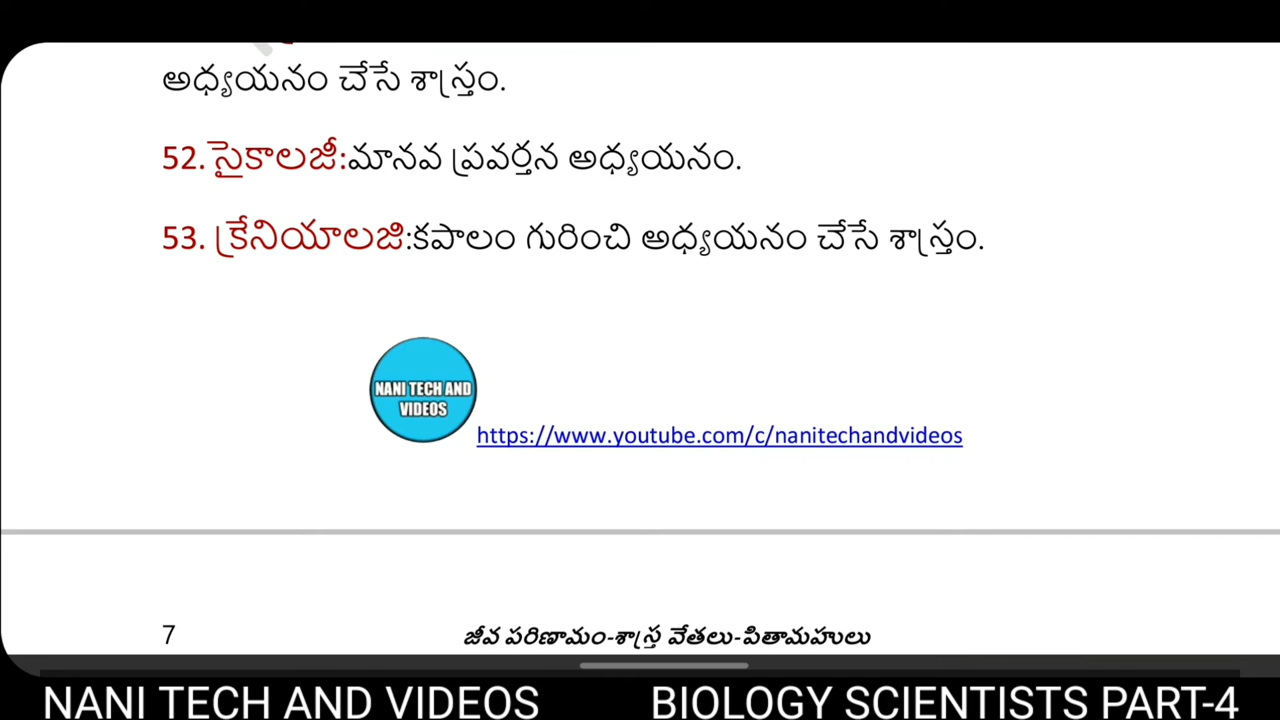 అధ్యయనం చేసే శాస్త్రం.
52. సైకాలజీ:మానవ ప్రవర్తన అధ్యయనం.
53. క్రేనియాలజి:కపాలం గురించి అధ్యయనం చేసే శాస్త్రం.
NANI TECH AND
VIDEOS
https://www.youtube.com/c/nanitechandvideos
7 జీవ పరిణామం-శాస్త్ర వేతలు-పితామహులు
NANI TECH AND VIDEOS BIOLOGY SCIENTISTS PART-4